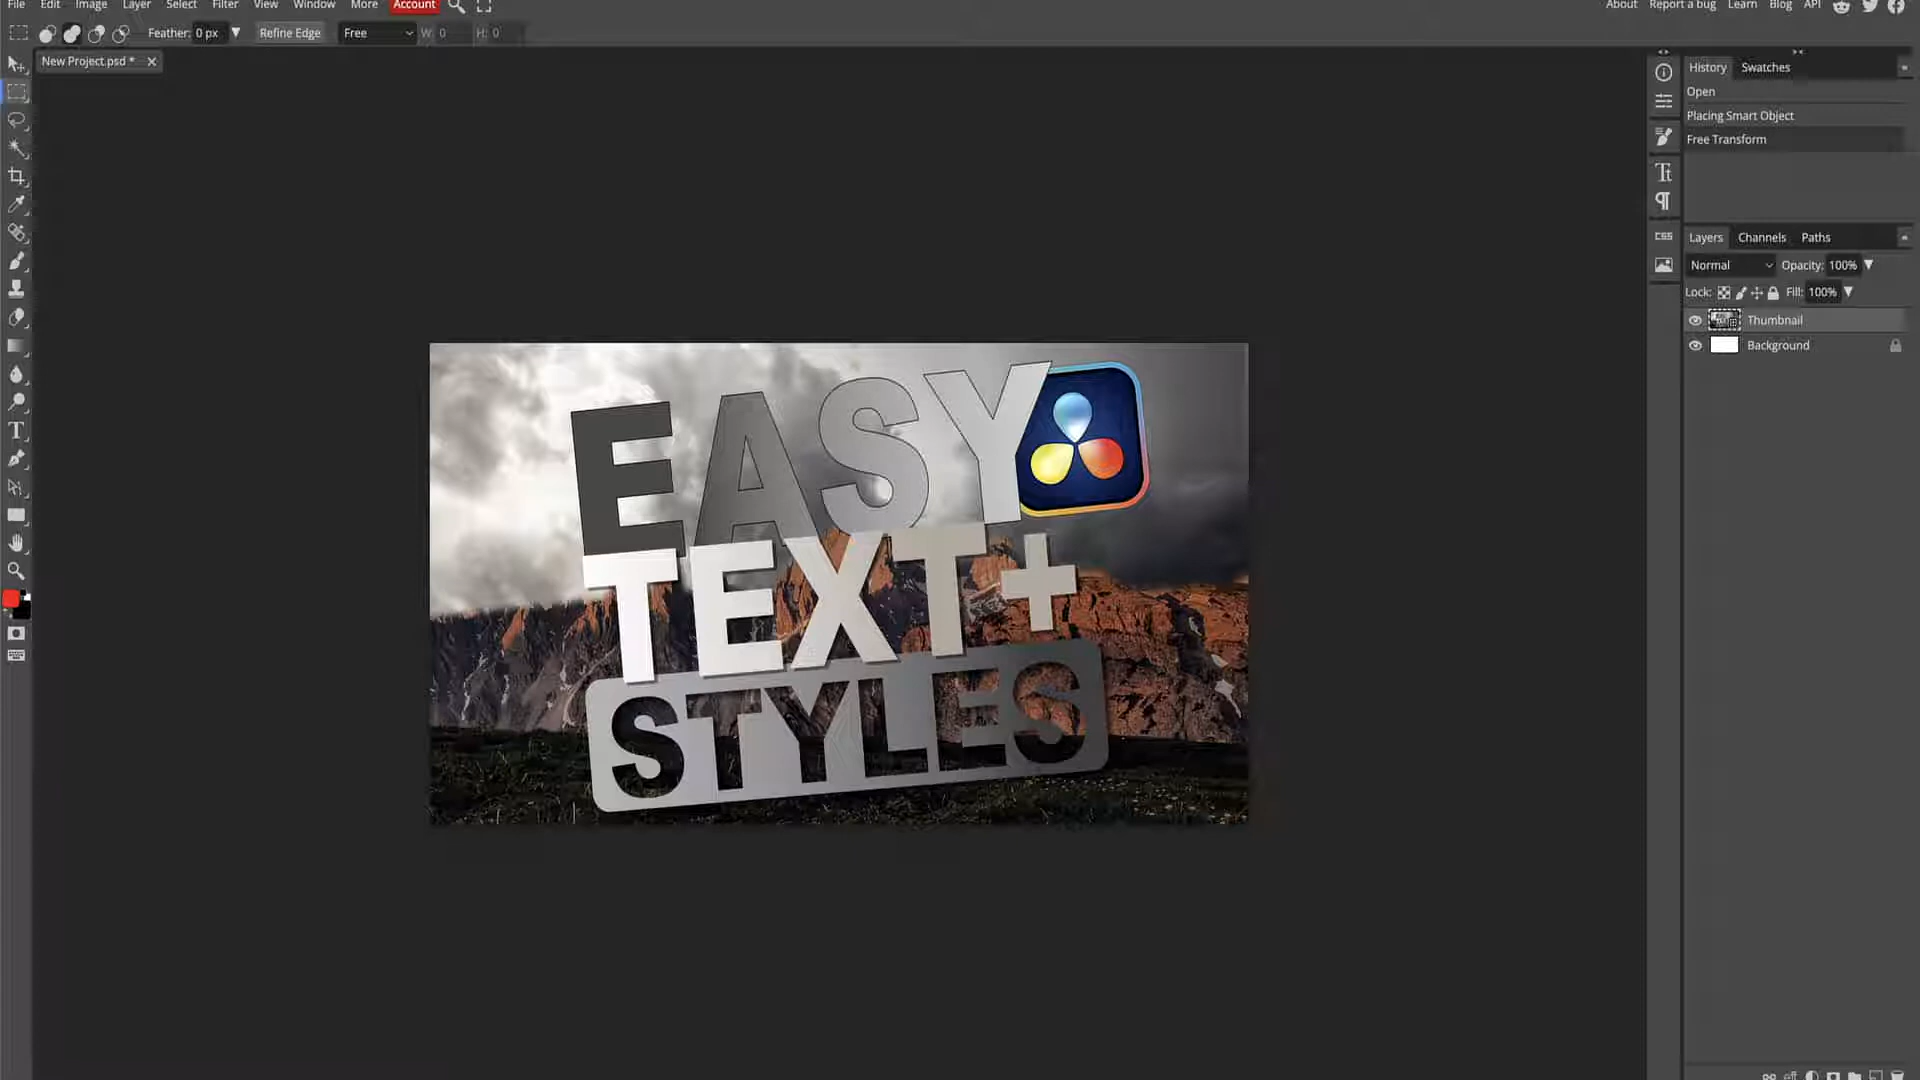 File Edit Image Layer Select Filter View Window More Account About Report a bug Learn Blog API
Feather: 0 px Refine Edge Free W: 0 H: 0
New Project.psd *
History Swatches
Open
Placing Smart Object
Free Transform
CSS
Layers Channels Paths
Normal Opacity: 100%
Lock: Fill: 100%
Thumbnail
Background
EASY
TEXT+
STYLES